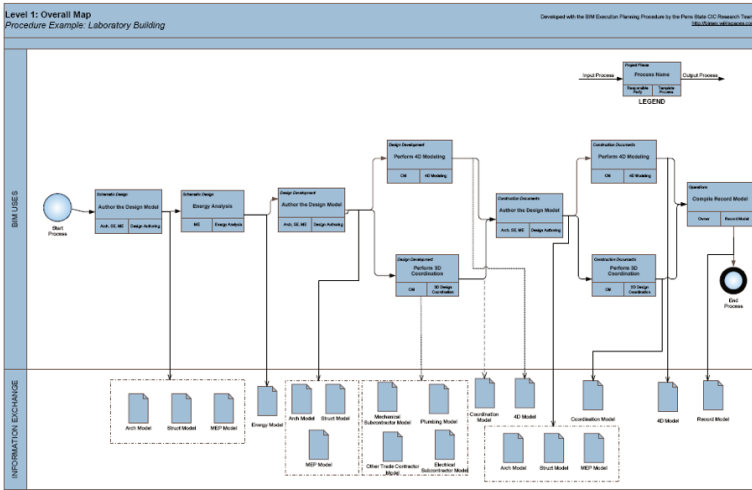 Level 1: Overall Map
Procedure Example: Laboratory Building
Developed with the BIM Execution Planning Procedure by the Penn State CIC Research Team
Project Phase
Input Process
Process Name
Output Process
Responsible Party
Template Process
LEGEND
BIM USES
Start
Process
Schematic Design
Author the Design Model
Arch, SE, ME
Design Authoring
Schematic Design
Energy Analysis
ME
Energy Analysis
Design Development
Author the Design Model
Arch, SE, ME
Design Authoring
Design Development
Perform 4D Modeling
CM
4D Modeling
Design Development
Perform 3D
Coordination
CM
3D Design
Coordination
Construction Documents
Author the Design Model
Arch, SE, ME
Design Authoring
Construction Documents
Perform 4D Modeling
CM
4D Modeling
Construction Documents
Perform 3D
Coordination
CM
3D Design
Coordination
Operations
Compile Record Model
Owner
Record Model
End
Process
INFORMATION EXCHANGE
Arch Model
Struct Model
MEP Model
Energy Model
Arch Model
Struct Model
MEP Model
Mechanical
Subcontractor Model
Plumbing Model
Other Trade Contractor
Model
Electrical
Subcontractor Model
Coordination
Model
4D Model
Arch Model
Struct Model
MEP Model
Coordination Model
4D Model
Record Model